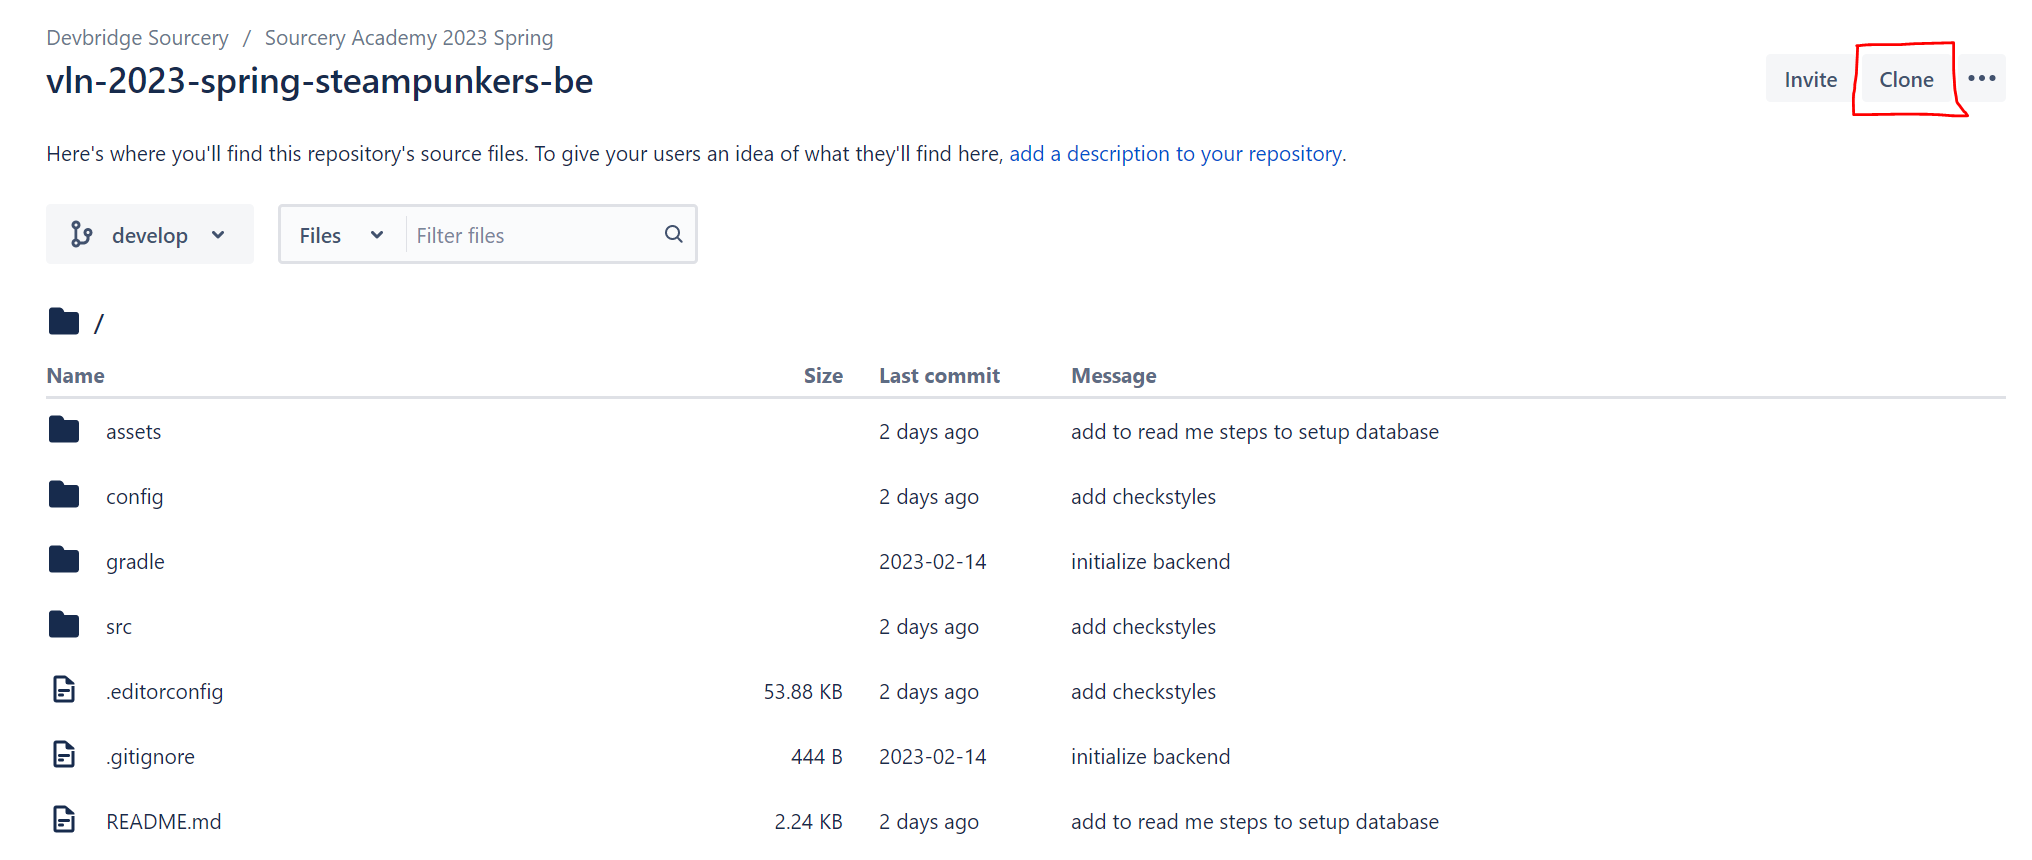 Devbridge Sourcery / Sourcery Academy 2023 Spring
vln-2023-spring-steampunkers-be
Invite Clone •••
Here's where you'll find this repository's source files. To give your users an idea of what they'll find here, add a description to your repository.
develop Files Filter files
/
Name Size Last commit Message
assets 2 days ago add to read me steps to setup database
config 2 days ago add checkstyles
gradle 2023-02-14 initialize backend
src 2 days ago add checkstyles
.editorconfig 53.88 KB 2 days ago add checkstyles
.gitignore 444 B 2023-02-14 initialize backend
README.md 2.24 KB 2 days ago add to read me steps to setup database